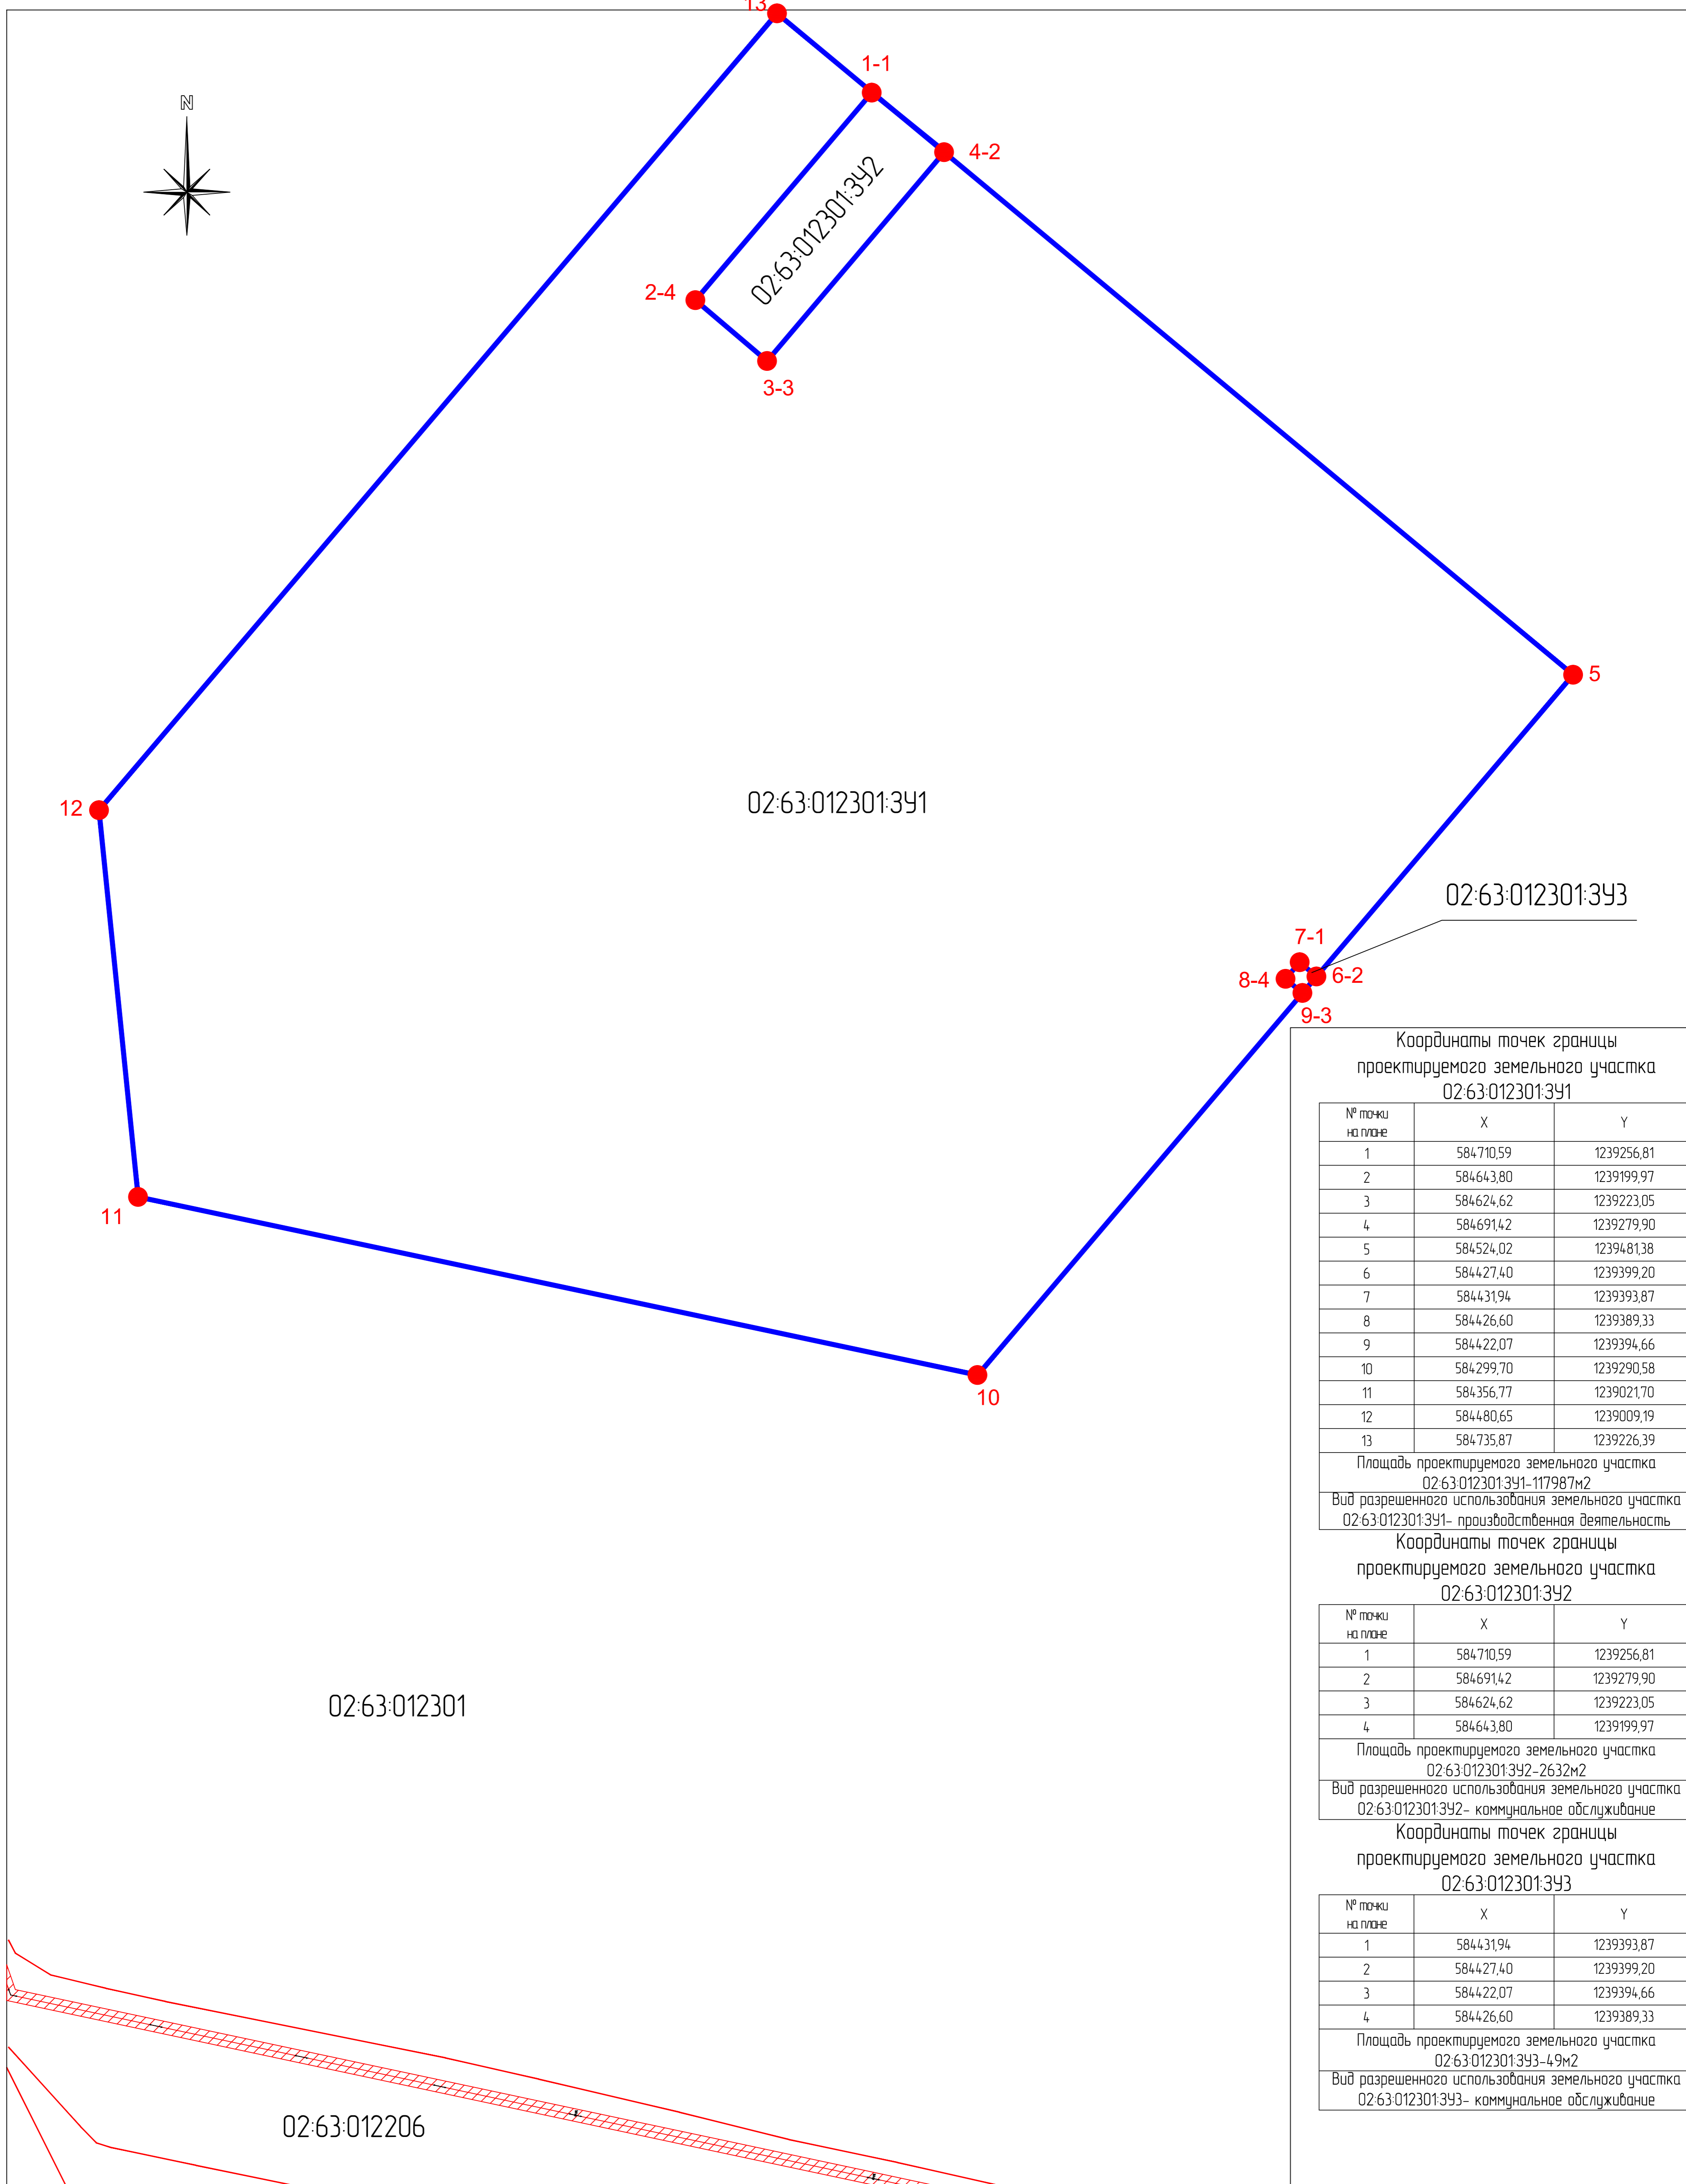 13
1-1
N
4-2
02:63:012301:ЗУ2
2-4
3-3
5
02:63:012301:ЗУ1
12
02:63:012301:ЗУ3
7-1
8-4
6-2
9-3
11
10
Координаты точек границы
проектируемого земельного участка
02:63:012301:ЗУ1
№ точки
на плане
X
Y
1 584710,59 1239256,81
2 584643,80 1239199,97
3 584624,62 1239223,05
4 584691,42 1239279,90
5 584524,02 1239481,38
6 584427,40 1239399,20
7 584431,94 1239393,87
8 584426,60 1239389,33
9 584422,07 1239394,66
10 584299,70 1239290,58
11 584356,77 1239021,70
12 584480,65 1239009,19
13 584735,87 1239226,39
Площадь проектируемого земельного участка
02:63:012301:ЗУ1-117987м2
Вид разрешенного использования земельного участка
02:63:012301:ЗУ1- производственная деятельность
Координаты точек границы
проектируемого земельного участка
02:63:012301:ЗУ2
№ точки
на плане
X
Y
1 584710,59 1239256,81
2 584691,42 1239279,90
3 584624,62 1239223,05
4 584643,80 1239199,97
Площадь проектируемого земельного участка
02:63:012301:ЗУ2-2632м2
Вид разрешенного использования земельного участка
02:63:012301:ЗУ2- коммунальное обслуживание
Координаты точек границы
проектируемого земельного участка
02:63:012301:ЗУ3
№ точки
на плане
X
Y
1 584431,94 1239393,87
2 584427,40 1239399,20
3 584422,07 1239394,66
4 584426,60 1239389,33
Площадь проектируемого земельного участка
02:63:012301:ЗУ3-49м2
Вид разрешенного использования земельного участка
02:63:012301:ЗУ3- коммунальное обслуживание
02:63:012301
02:63:012206